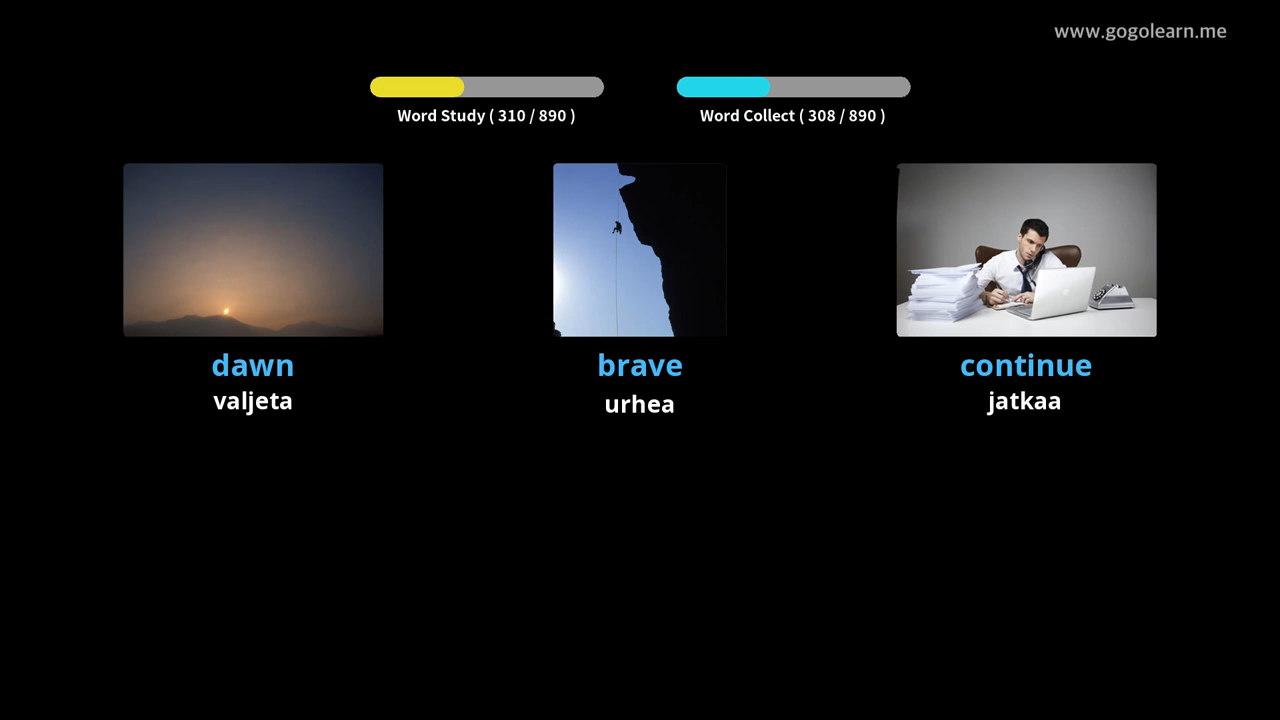 www.gogolearn.me
Word Study ( 310 / 890 )
Word Collect ( 308 / 890 )
dawn
valjeta
brave
urhea
continue
jatkaa